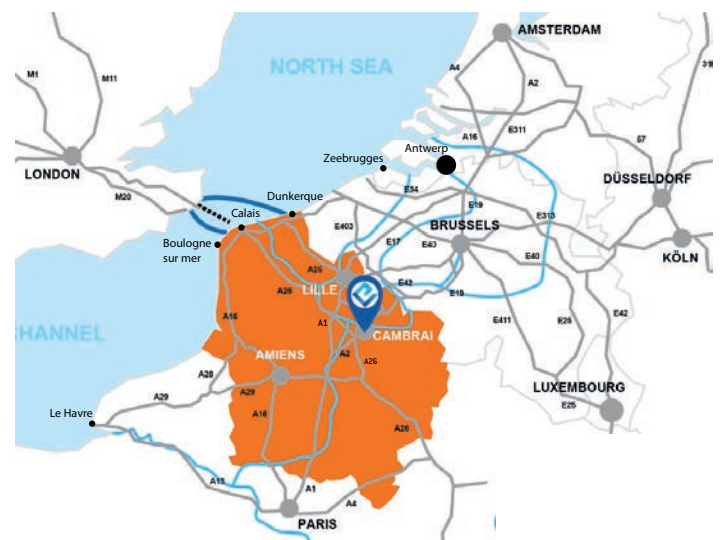 AMSTERDAM
NORTH SEA
A4
A2
M1
M11
A16
E311
57
LONDON
M20
Zeebrugges
Antwerp
E34
DÜSSELDORF
Dunkerque
Calais
E19
E313
Boulogne
sur mer
E403
E17
BRUSSELS
E40
E40
KÖLN
A25
LILLE
A26
E42
E19
E411
E25
E42
CHANNEL
A16
A1
A2
CAMBRAI
A26
AMIENS
A28
A29
A29
LUXEMBOURG
E25
Le Havre
A16
A26
A13
A1
A4
PARIS